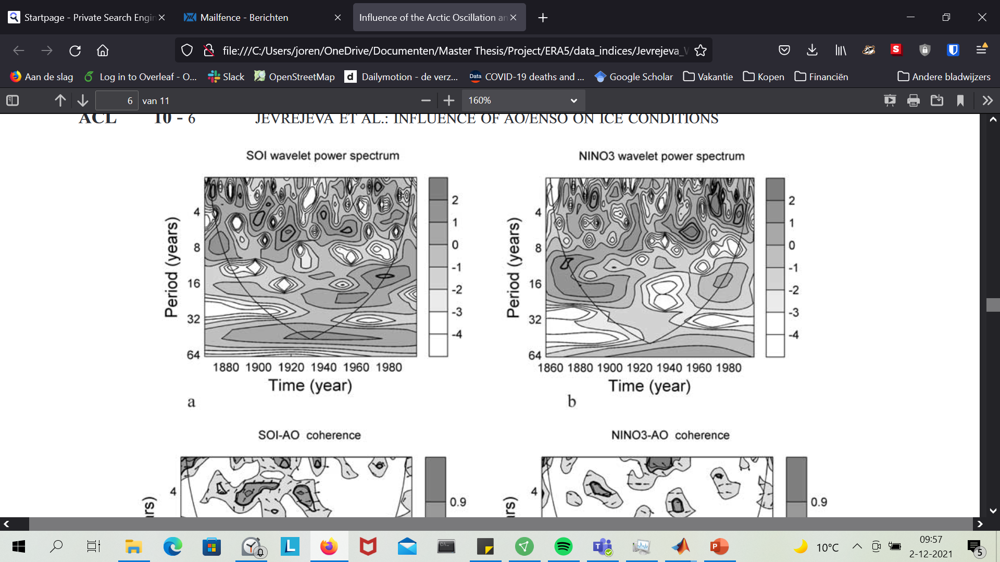 Startpage - Private Search Engin
Mailfence - Berichten
Influence of the Arctic Oscillation an
file:///C:/Users/joren/OneDrive/Documenten/Master Thesis/Project/ERA5/data_indices/Jevrejeva_V
S
Aan de slag
Log in to Overleaf - O...
Slack
OpenStreetMap
d
Dailymotion - de verz...
Data
COVID-19 deaths and ...
Google Scholar
Vakantie
Kopen
Financiën
Andere bladwijzers
6 van 11
160%
ACL 10 - 6
JEVREJEVA ET AL.: INFLUENCE OF AO/ENSO ON ICE CONDITIONS
SOI wavelet power spectrum
Period (years)
4
8
16
32
64
1880 1900 1920 1940 1960 1980
Time (year)
2
1
0
-1
-2
-3
-4
a
NINO3 wavelet power spectrum
Period (years)
4
8
16
32
64
1860 1880 1900 1920 1940 1960 1980
Time (year)
2
1
0
-1
-2
-3
-4
b
SOI-AO coherence
4
ars)
0.9
NINO3-AO coherence
4
ars)
0.9
L
T
P
10°C
09:57
2-12-2021
5